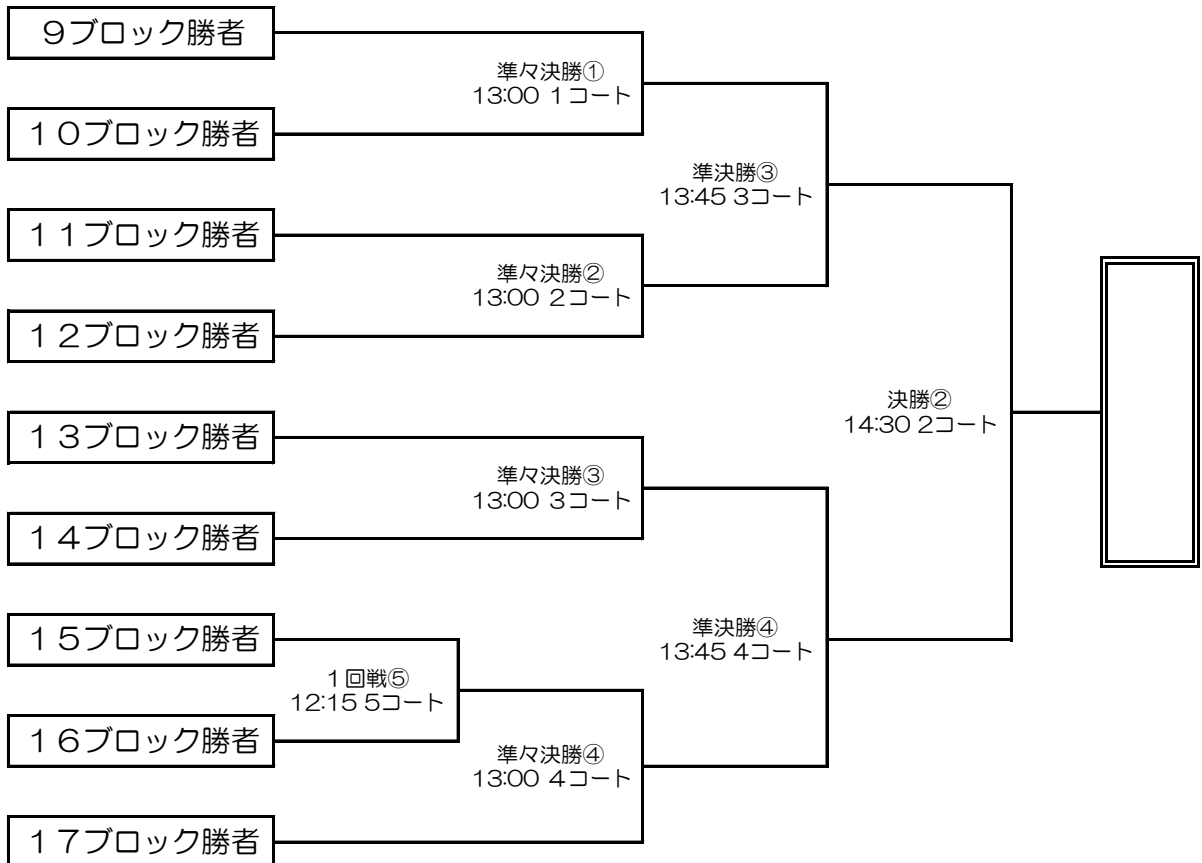 ９ブロック勝者
準々決勝①
13:00 １コート
１０ブロック勝者
準決勝③
13:45 3コート
１１ブロック勝者
準々決勝②
13:00 ２コート
１２ブロック勝者
決勝②
14:30 2コート
１３ブロック勝者
準々決勝③
13:00 ３コート
１４ブロック勝者
１５ブロック勝者
準決勝④
13:45 4コート
１回戦⑤
12:15 5コート
１６ブロック勝者
準々決勝④
13:00 ４コート
１７ブロック勝者